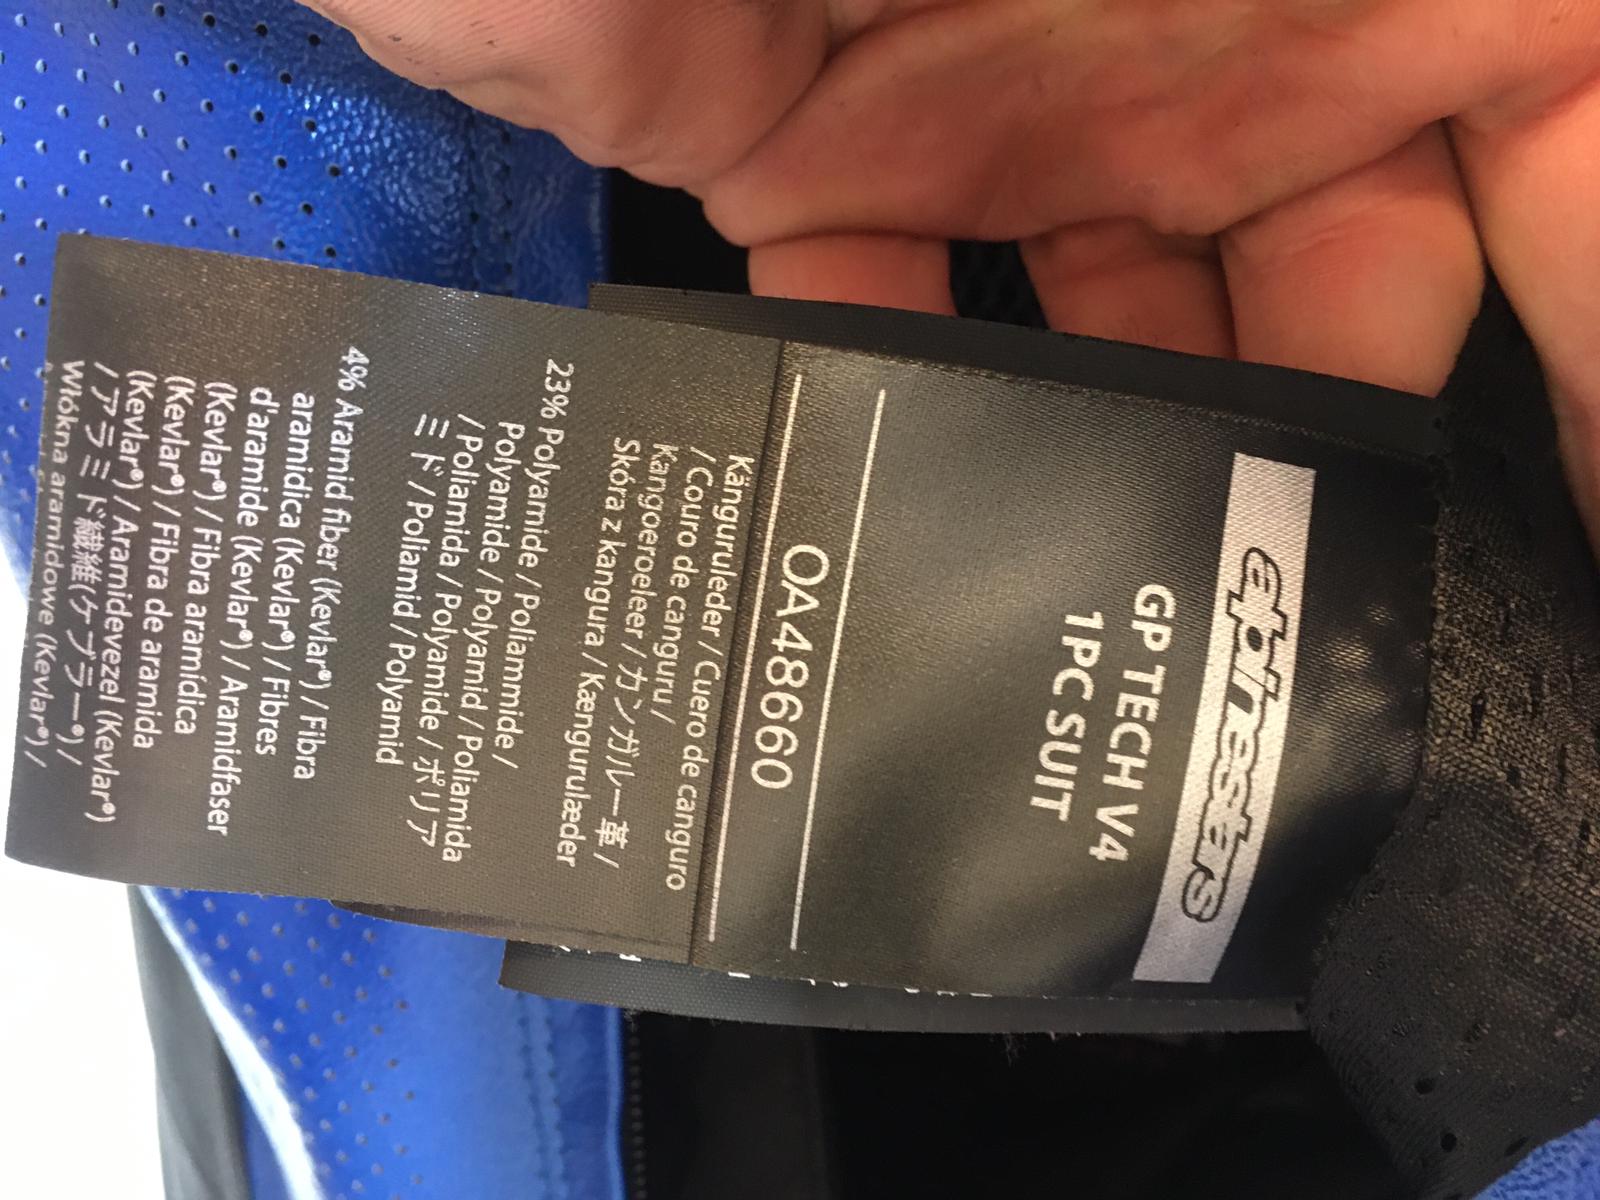 alpinestars
GP TECH V4
1PC SUIT
OA48660
Känguruleder / Cuero de canguro
/ Couro de canguru /
Kangoeroeleer / カンガルー革 /
Skóra z kangura / Kængurulæder
23% Polyamide / Poliammide /
Polyamide / Polyamid / Poliamida
/ Poliamida / Polyamide / ポリア
ミド / Poliamid / Polyamid
4% Aramid fiber (Kevlar®) / Fibra
aramidica (Kevlar®) / Fibres
d'aramide (Kevlar®) / Aramidfaser
(Kevlar®) / Fibra aramídica
(Kevlar®) / Fibra de aramida
(Kevlar®) / Aramidevezel (Kevlar®)
/ アラミド繊維(ケブラー®) /
Włókna aramidowe (Kevlar®) /